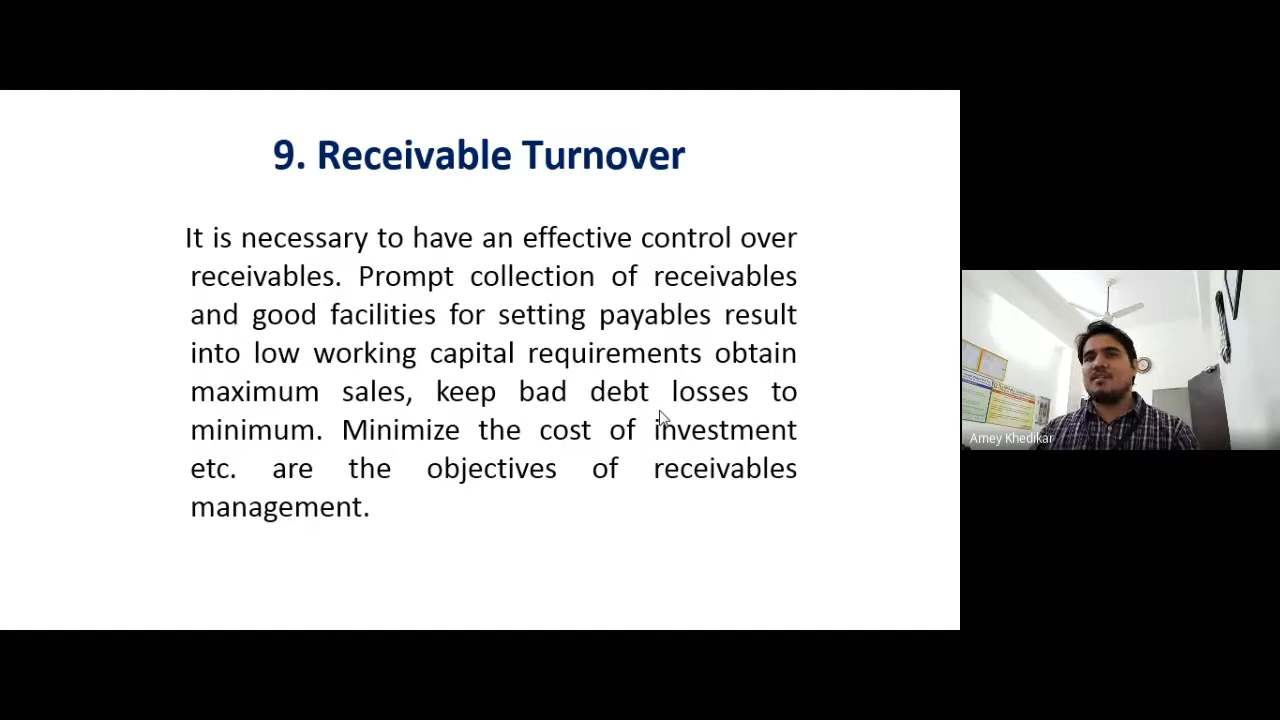 9. Receivable Turnover
It is necessary to have an effective control over
receivables. Prompt collection of receivables
and good facilities for setting payables result
into low working capital requirements obtain
maximum sales, keep bad debt losses to
minimum. Minimize the cost of investment
etc. are the objectives of receivables
management.
Amey Khedikar